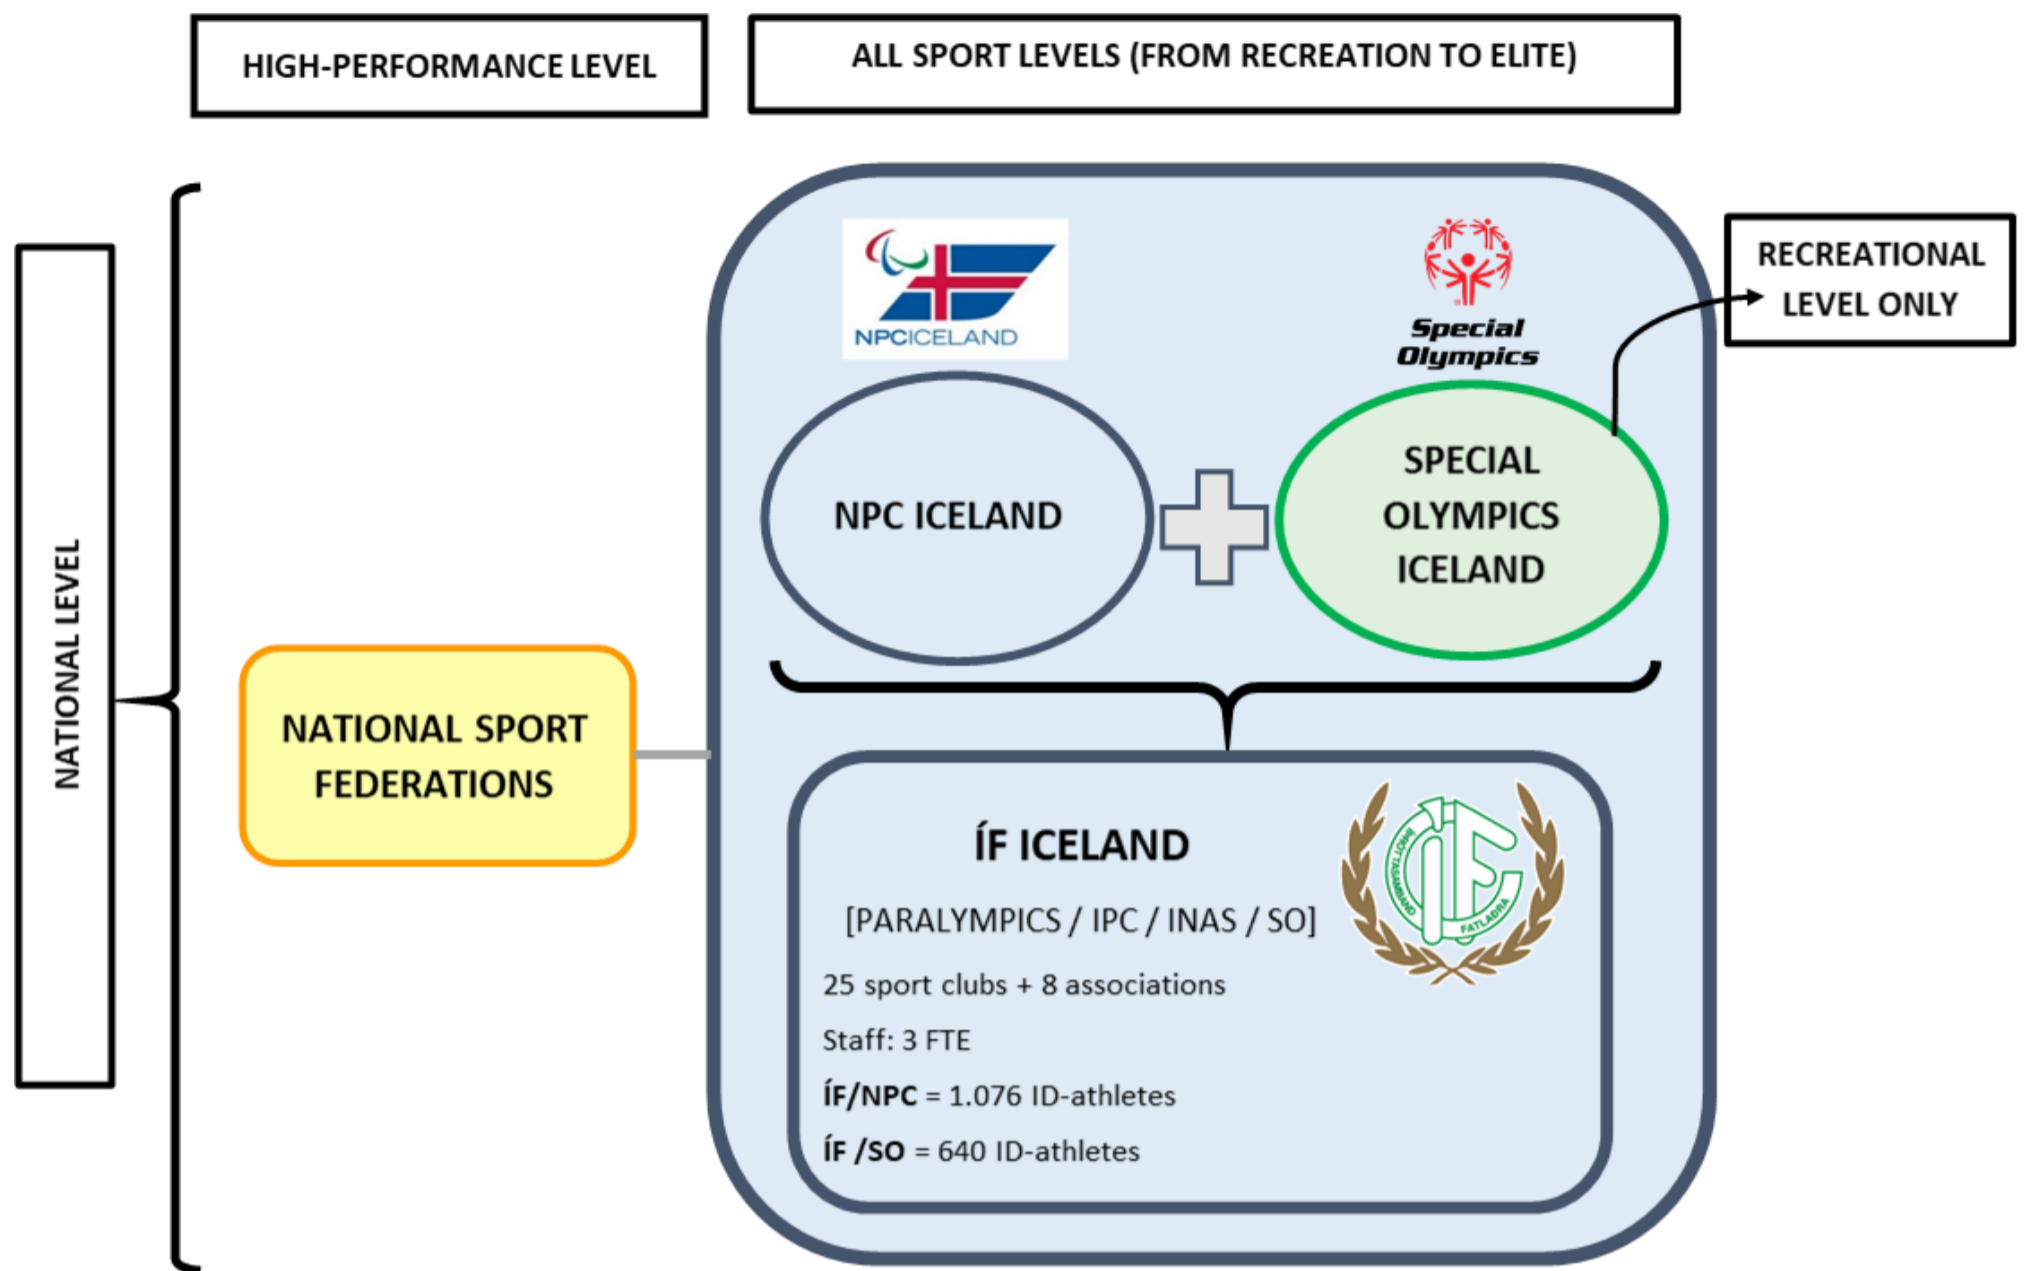 HIGH-PERFORMANCE LEVEL
ALL SPORT LEVELS (FROM RECREATION TO ELITE)
NATIONAL LEVEL
NPCICELAND
Special
Olympics
RECREATIONAL
LEVEL ONLY
NPC ICELAND
SPECIAL
OLYMPICS
ICELAND
NATIONAL SPORT
FEDERATIONS
ÍF ICELAND
ÍÞRÓTTASAMBAND
FATLAÐRA
[PARALYMPICS / IPC / INAS / SO]
25 sport clubs + 8 associations
Staff: 3 FTE
ÍF/NPC = 1.076 ID-athletes
ÍF /SO = 640 ID-athletes